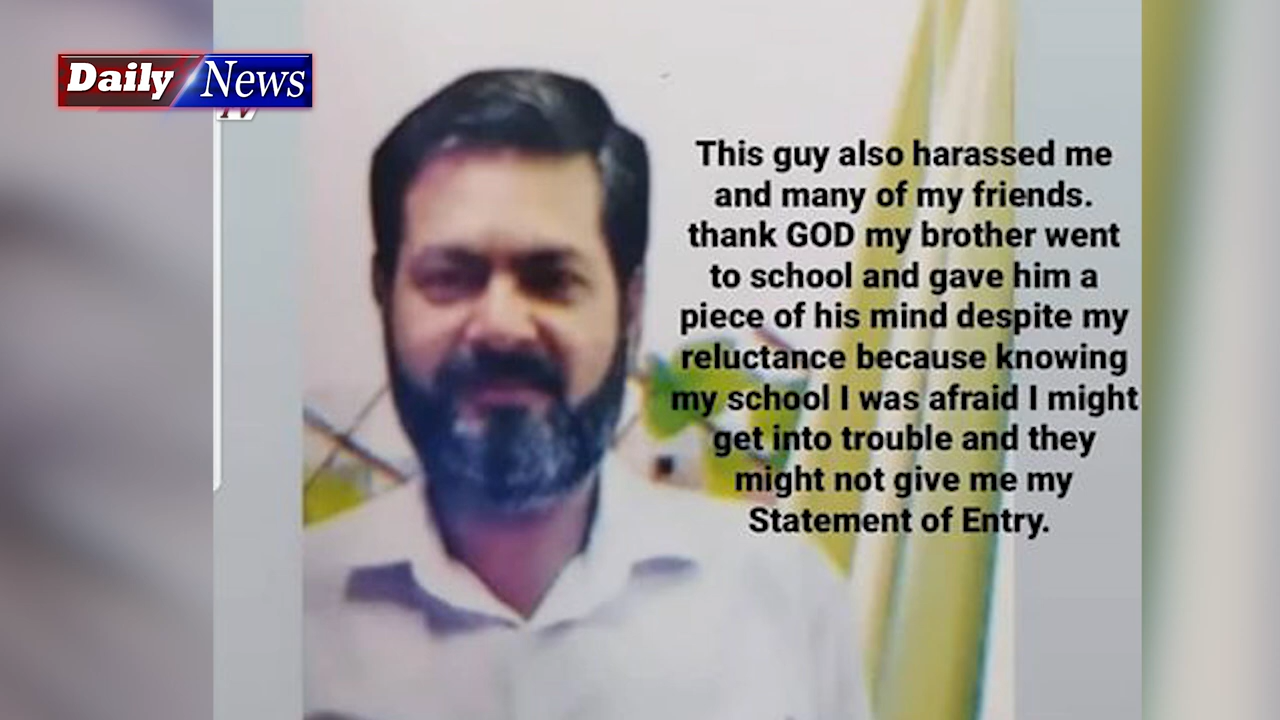 Daily News
TV
This guy also harassed me
and many of my friends.
thank GOD my brother went
to school and gave him a
piece of his mind despite my
reluctance because knowing
my school I was afraid I might
get into trouble and they
might not give me my
Statement of Entry.